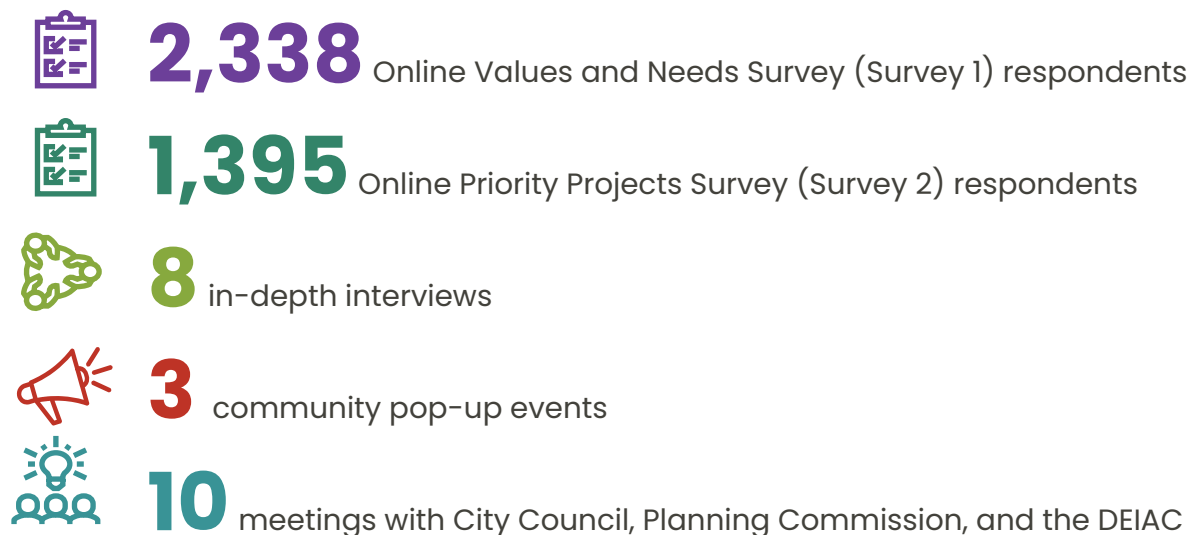 2,338 Online Values and Needs Survey (Survey 1) respondents
1,395 Online Priority Projects Survey (Survey 2) respondents
8 in-depth interviews
3 community pop-up events
10 meetings with City Council, Planning Commission, and the DEIAC